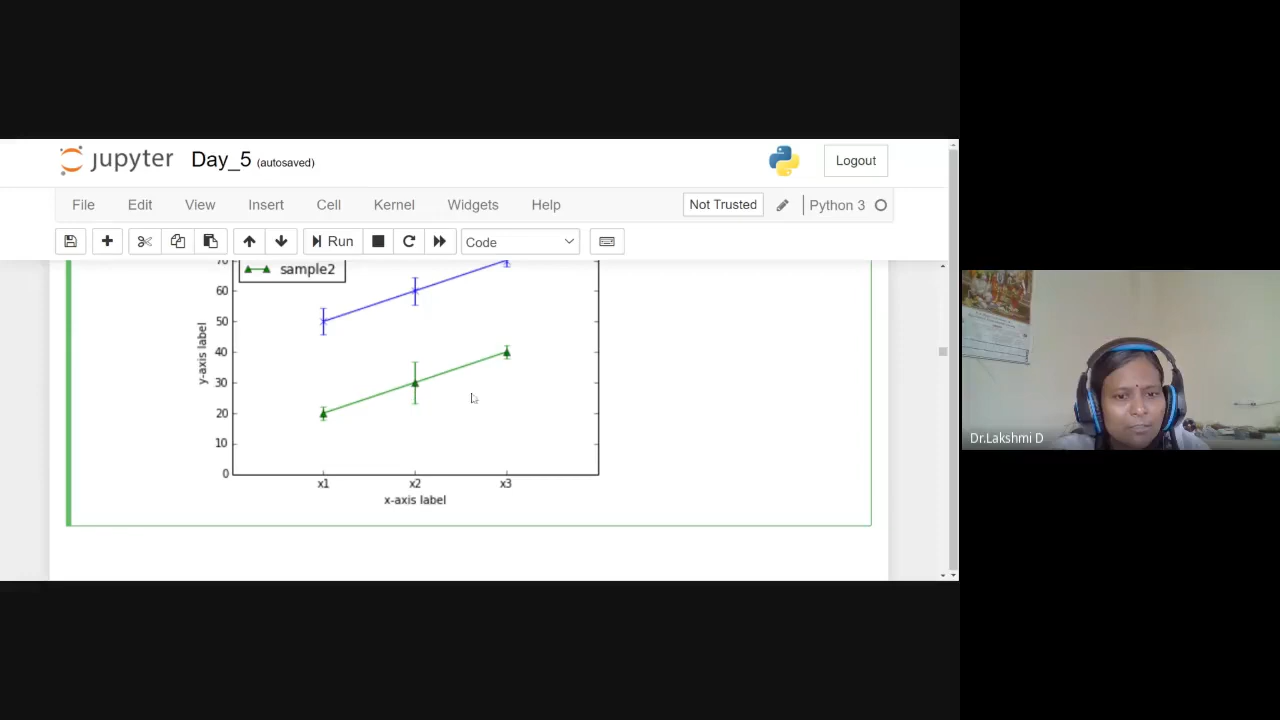 jupyter Day_5 (autosaved)
Logout
File Edit View Insert Cell Kernel Widgets Help
Not Trusted
Python 3
Run
Code
70
sample2
60
50
40
30
20
10
0
y-axis label
x1 x2 x3
x-axis label
Dr.Lakshmi D